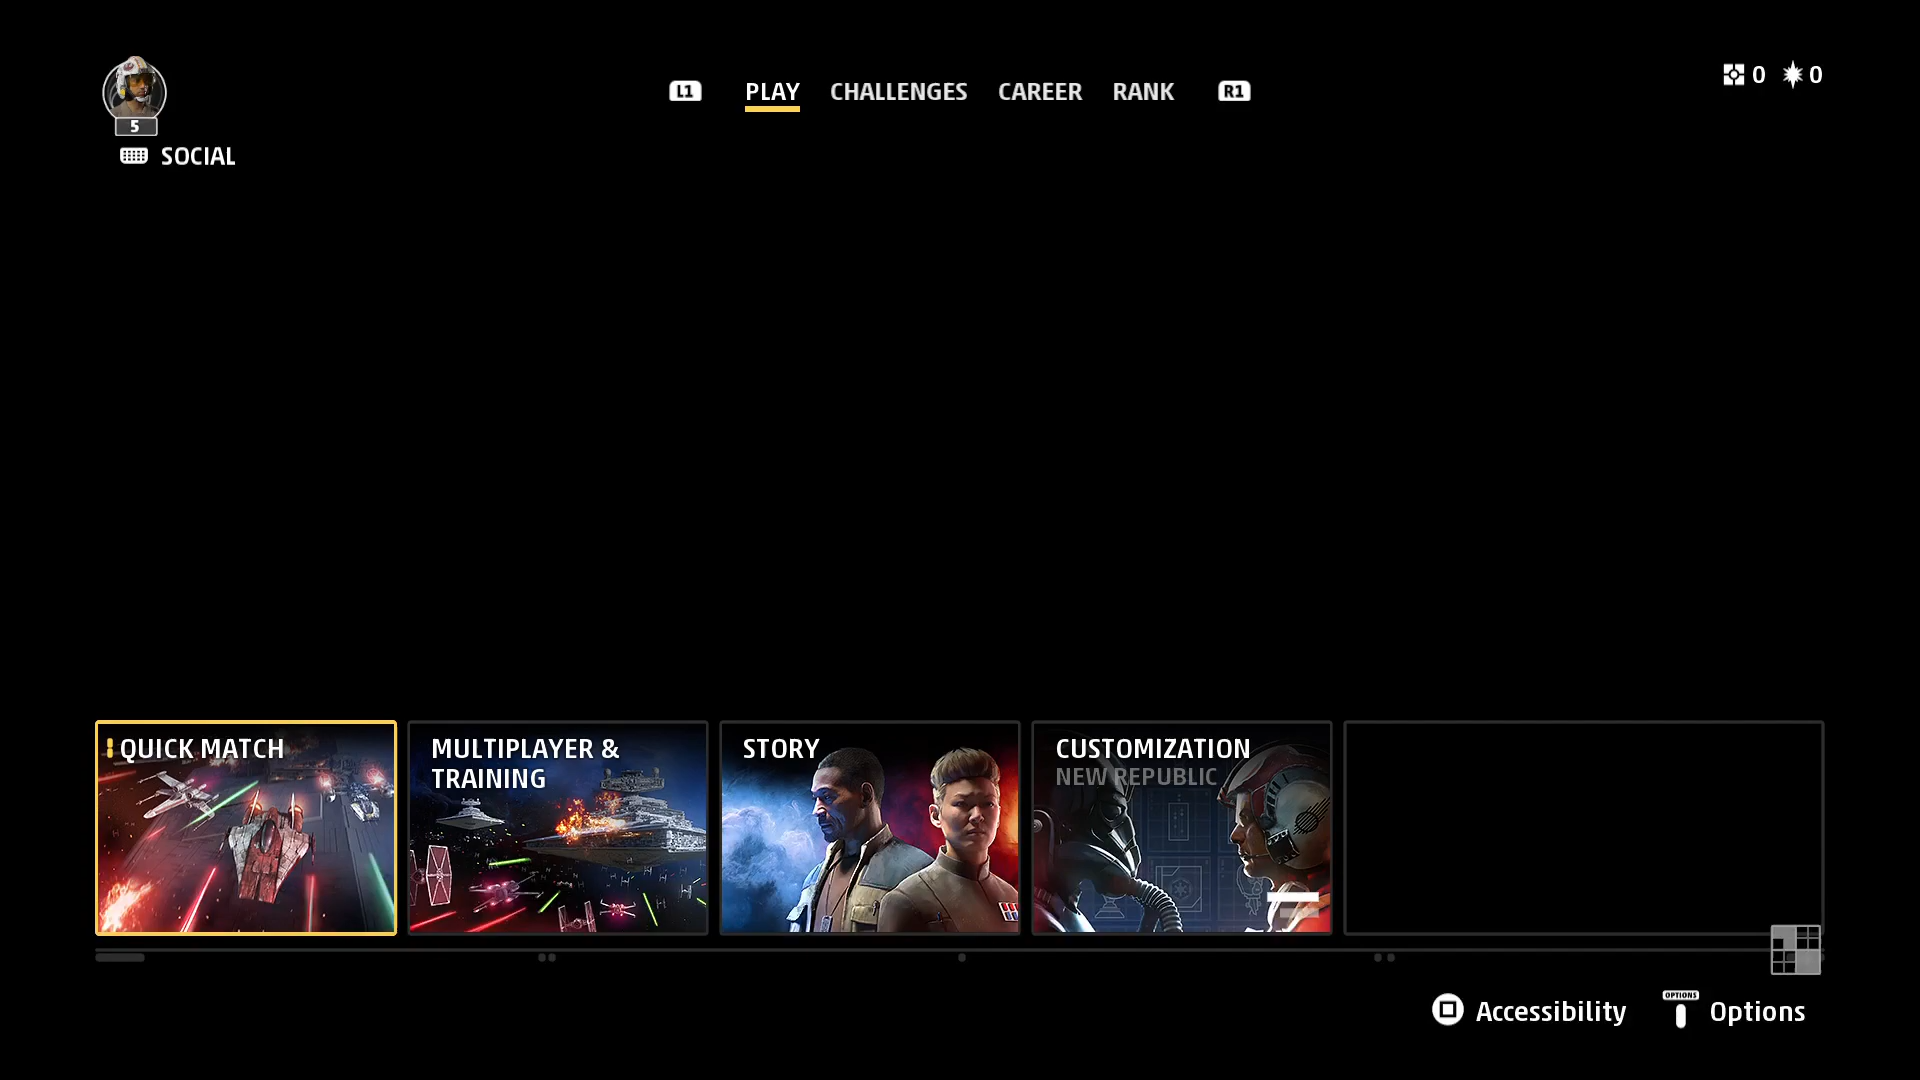 L1 PLAY CHALLENGES CAREER RANK R1
0 0
5
SOCIAL
QUICK MATCH
MULTIPLAYER &
TRAINING
STORY
CUSTOMIZATION
NEW REPUBLIC
Accessibility
OPTIONS
Options